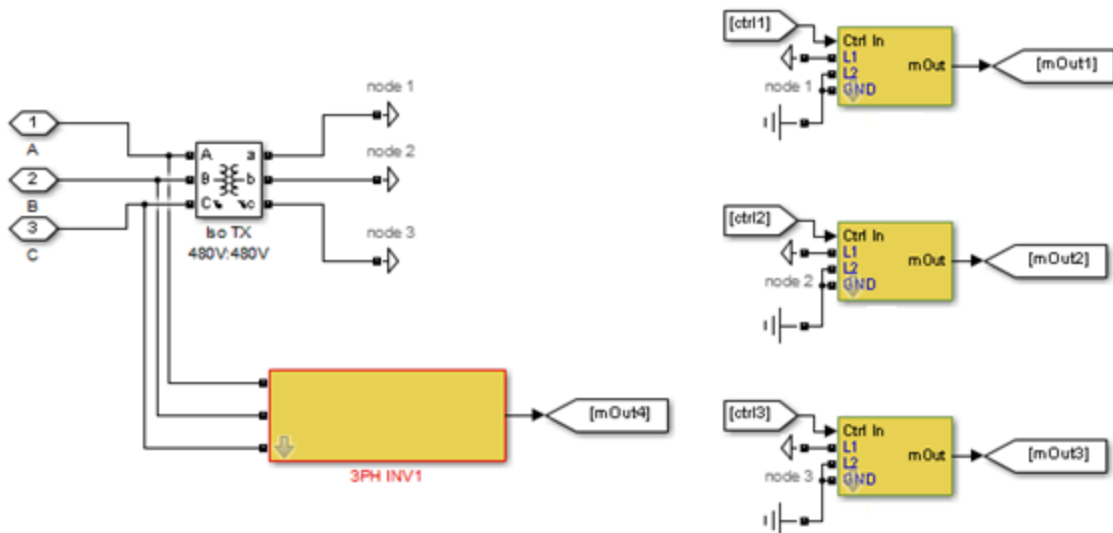 1
A
2
B
3
C
A
B
C
a
b
c
Iso TX
480V:480V
node 1
node 2
node 3
3PH INV1
[mOut4]
[ctrl1]
Ctrl In
L1
L2
GND
mOut
node 1
[mOut1]
[ctrl2]
Ctrl In
L1
L2
GND
mOut
node 2
[mOut2]
[ctrl3]
Ctrl In
L1
L2
GND
mOut
node 3
[mOut3]